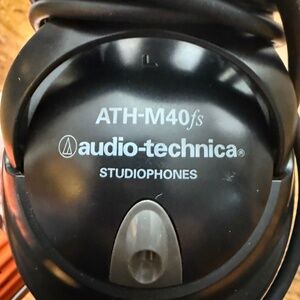 L
ATH-M40fs
audio-technica®
STUDIOPHONES